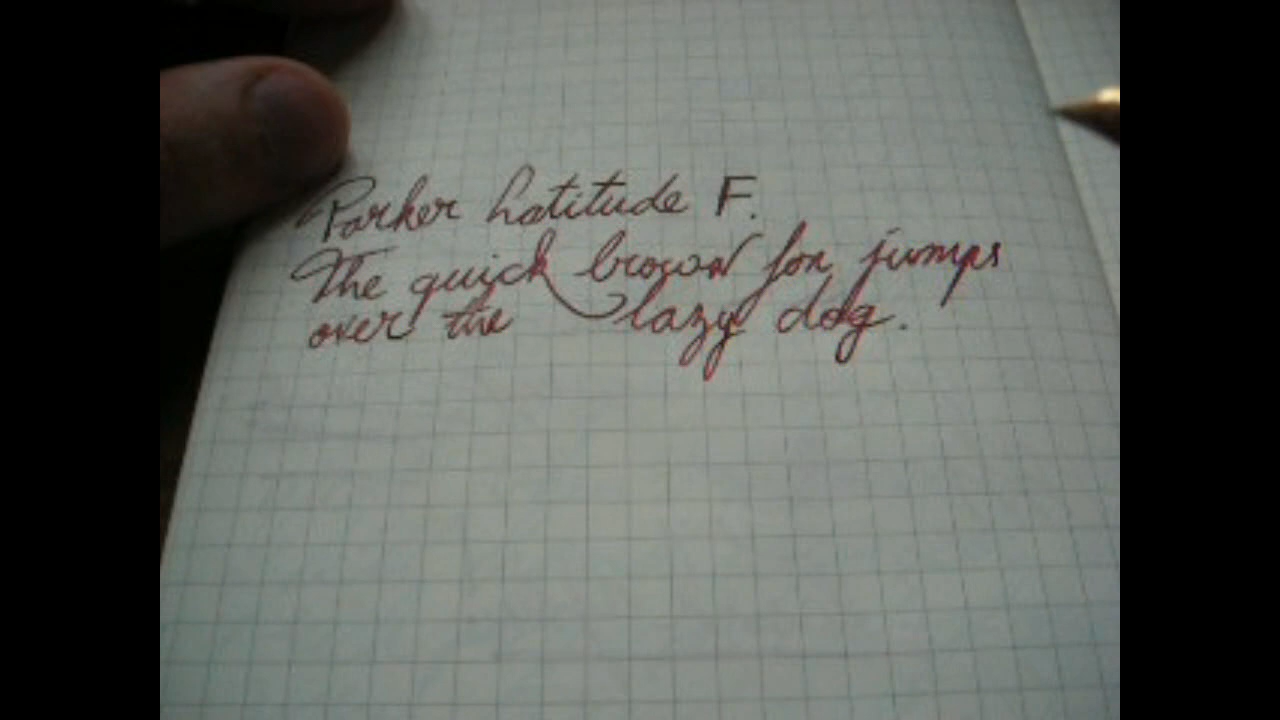 Parker Latitude F.
The quick brown fox jumps
over the lazy dog.